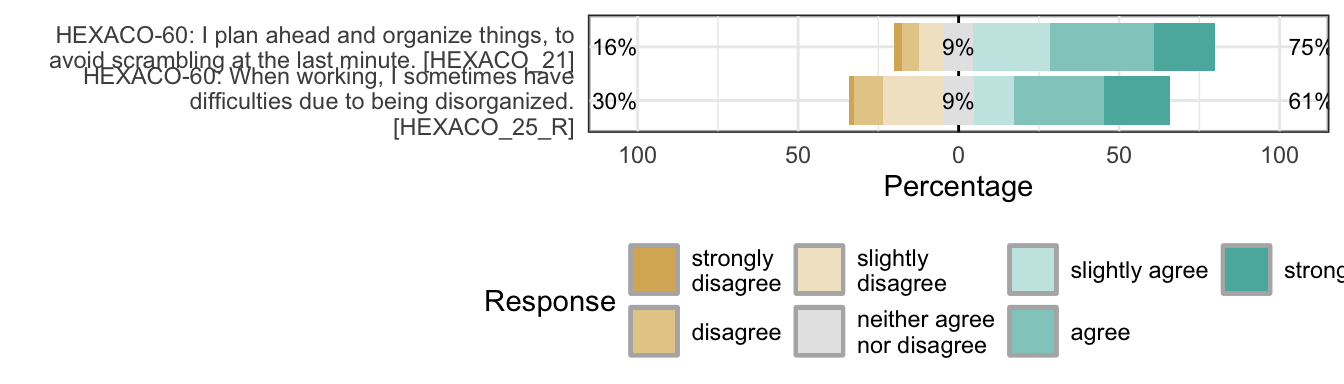 HEXACO-60: I plan ahead and organize things, to
avoid scrambling at the last minute. [HEXACO_21]
HEXACO-60: When working, I sometimes have
difficulties due to being disorganized.
[HEXACO_25_R]
16% 9% 75%
30% 9% 61%
100 50 0 50 100
Percentage
Response
strongly
disagree
disagree
slightly
disagree
neither agree
nor disagree
slightly agree
agree
strong